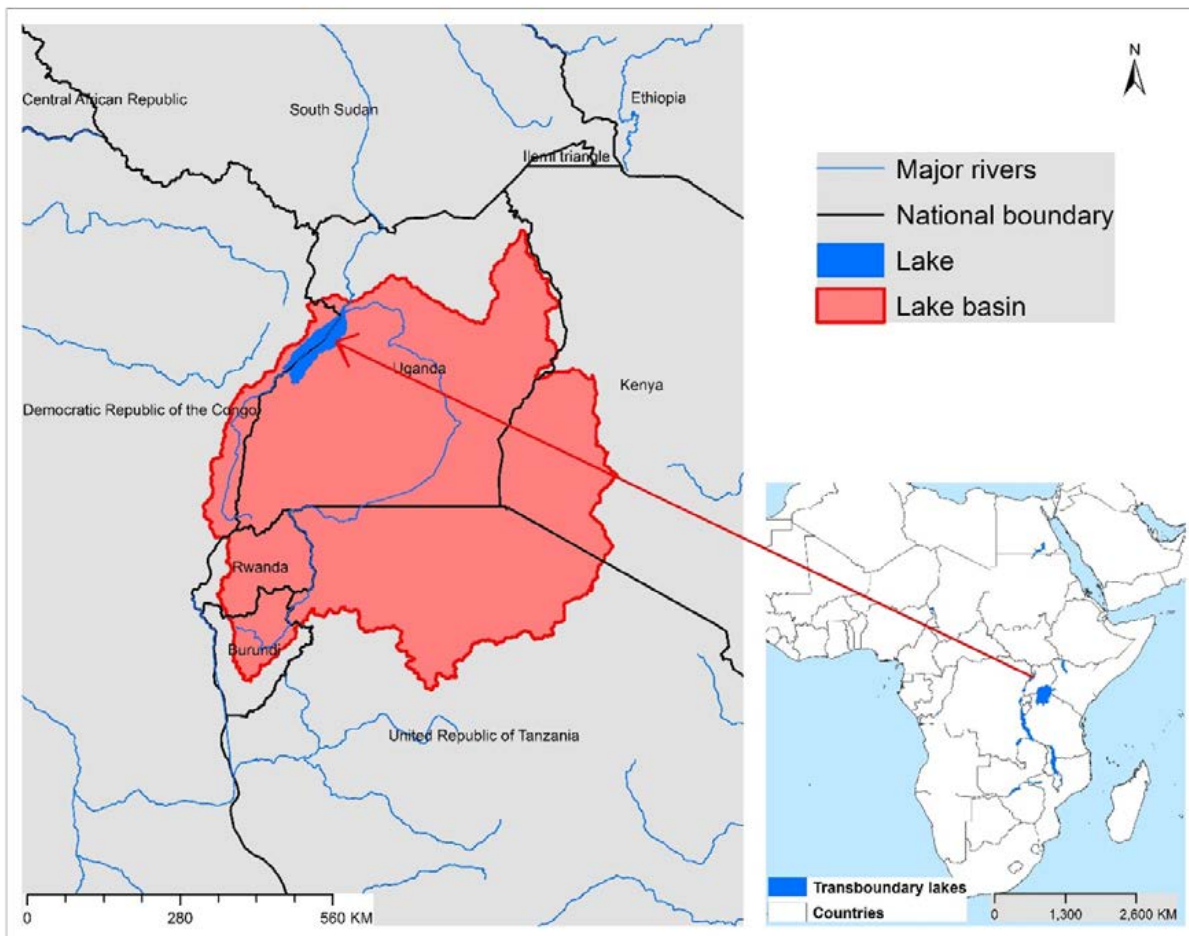 N
Central African Republic
South Sudan
Ethiopia
Ilemi triangle
Major rivers
National boundary
Lake
Lake basin
Uganda
Kenya
Democratic Republic of the Congo
Rwanda
Burundi
United Republic of Tanzania
0 280 560 KM
Transboundary lakes
Countries
0 1,300 2,600 KM